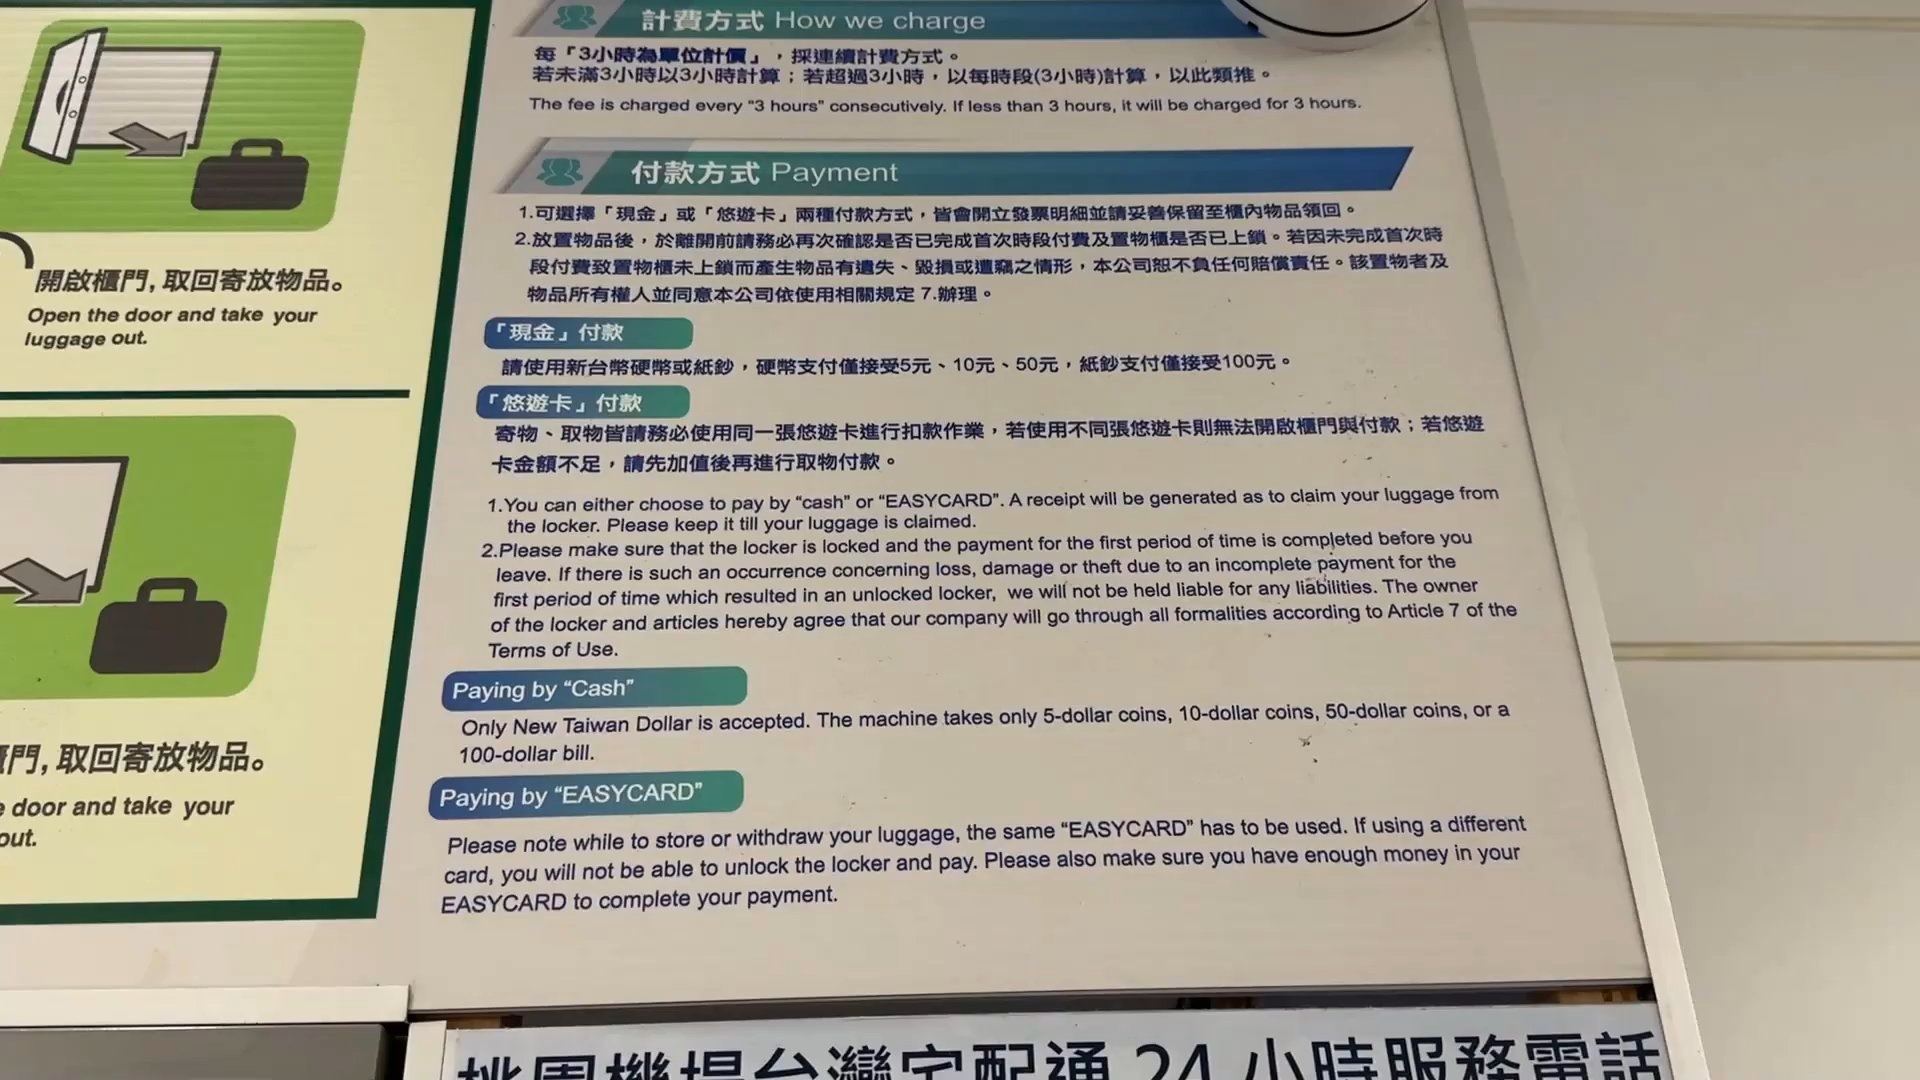 開啟櫃門,取回寄放物品。
Open the door and take your
luggage out.
門,取回寄放物品。
door and take your
out.
計費方式 How we charge
每「3小時為單位計價」，採連續計費方式。
若未滿3小時以3小時計算；若超過3小時，以每時段(3小時)計算，以此類推。
The fee is charged every "3 hours" consecutively. If less than 3 hours, it will be charged for 3 hours.
付款方式 Payment
1.可選擇「現金」或「悠遊卡」兩種付款方式，皆會開立發票明細並請妥善保留至櫃內物品領回。
2.放置物品後，於離開前請務必再次確認是否已完成首次時段付費及置物櫃是否已上鎖。若因未完成首次時
段付費致置物櫃未上鎖而產生物品有遺失、毀損或遭竊之情形，本公司恕不負任何賠償責任。該置物者及
物品所有權人並同意本公司依使用相關規定 7.辦理。
「現金」付款
請使用新台幣硬幣或紙鈔，硬幣支付僅接受5元、10元、50元，紙鈔支付僅接受100元。
「悠遊卡」付款
寄物、取物皆請務必使用同一張悠遊卡進行扣款作業，若使用不同張悠遊卡則無法開啟櫃門與付款；若悠遊
卡金額不足，請先加值後再進行取物付款。
1.You can either choose to pay by “cash” or “EASYCARD”. A receipt will be generated as to claim your luggage from
the locker. Please keep it till your luggage is claimed.
2.Please make sure that the locker is locked and the payment for the first period of time is completed before you
leave. If there is such an occurrence concerning loss, damage or theft due to an incomplete payment for the
first period of time which resulted in an unlocked locker, we will not be held liable for any liabilities. The owner
of the locker and articles hereby agree that our company will go through all formalities according to Article 7 of the
Terms of Use.
Paying by “Cash”
Only New Taiwan Dollar is accepted. The machine takes only 5-dollar coins, 10-dollar coins, 50-dollar coins, or a
100-dollar bill.
Paying by “EASYCARD”
Please note while to store or withdraw your luggage, the same “EASYCARD” has to be used. If using a different
card, you will not be able to unlock the locker and pay. Please also make sure you have enough money in your
EASYCARD to complete your payment.
桃園機場台灣宅配通 24 小時服務電話